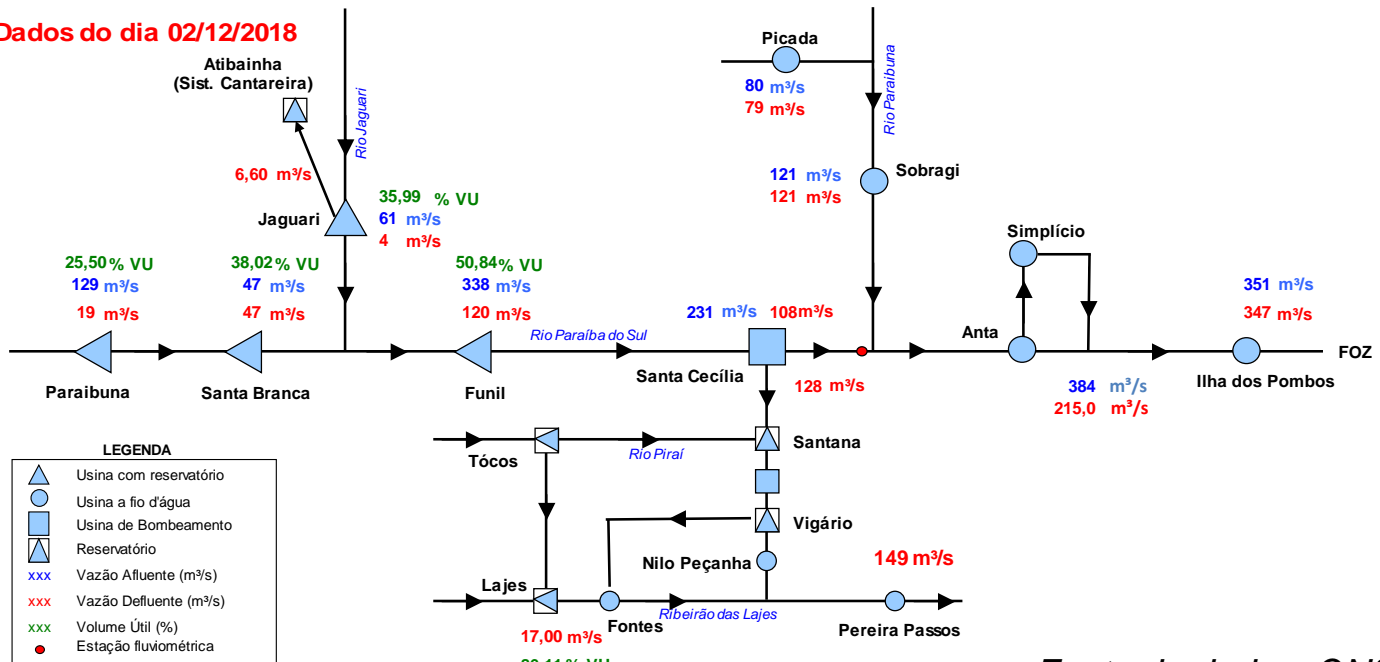 Dados do dia 02/12/2018
Atibainha
(Sist. Cantareira)
Rio Jaguari
6,60 m³/s
Jaguari
35,99 % VU
61 m³/s
4 m³/s
Picada
80 m³/s
79 m³/s
Rio Paraibuna
121 m³/s
121 m³/s
Sobragi
Simplício
25,50 % VU
129 m³/s
19 m³/s
Paraibuna
38,02 % VU
47 m³/s
47 m³/s
Santa Branca
50,84 % VU
338 m³/s
120 m³/s
Funil
Rio Paraíba do Sul
231 m³/s 108 m³/s
Santa Cecília
128 m³/s
Anta
384 m³/s
215,0 m³/s
351 m³/s
347 m³/s
Ilha dos Pombos
FOZ
Tócos
Rio Piraí
Santana
Vigário
Nilo Peçanha
149 m³/s
Lajes
17,00 m³/s
Fontes
Ribeirão das Lajes
Pereira Passos
LEGENDA
Usina com reservatório
Usina a fio d'água
Usina de Bombeamento
Reservatório
xxx Vazão Afluente (m³/s)
xxx Vazão Defluente (m³/s)
xxx Volume Útil (%)
Estação fluviométrica
% VU